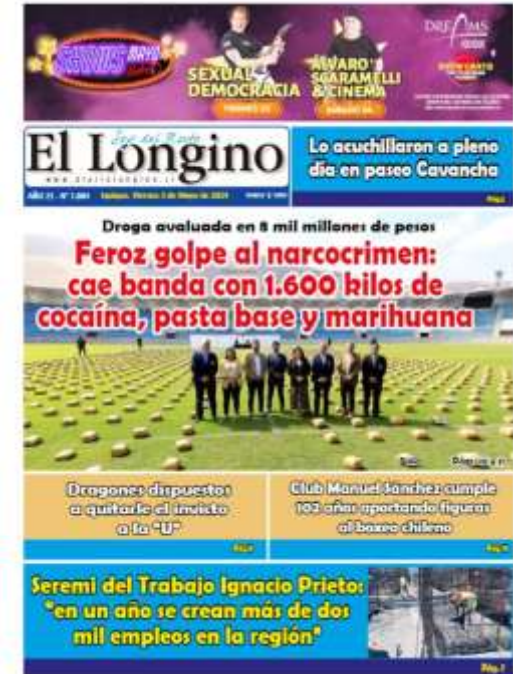 DREAMS
SEXUAL
DEMOCRACIA
ÁLVARO
SCARAMELLI
& CINEMA
El Longino
Lo acuchillaron a pleno
día en paseo Cavancha
Droga avaluada en 8 mil millones de pesos
Feroz golpe al narcocrimen:
cae banda con 1.600 kilos de
cocaína, pasta base y marihuana
Dragones dispuestos
a quitarle el invicto
a la "U"
Club Manuel Sánchez cumple
102 años aportando figuras
al boxeo chileno
Seremi del Trabajo Ignacio Prieto:
"en un año se crean más de dos
mil empleos en la región"